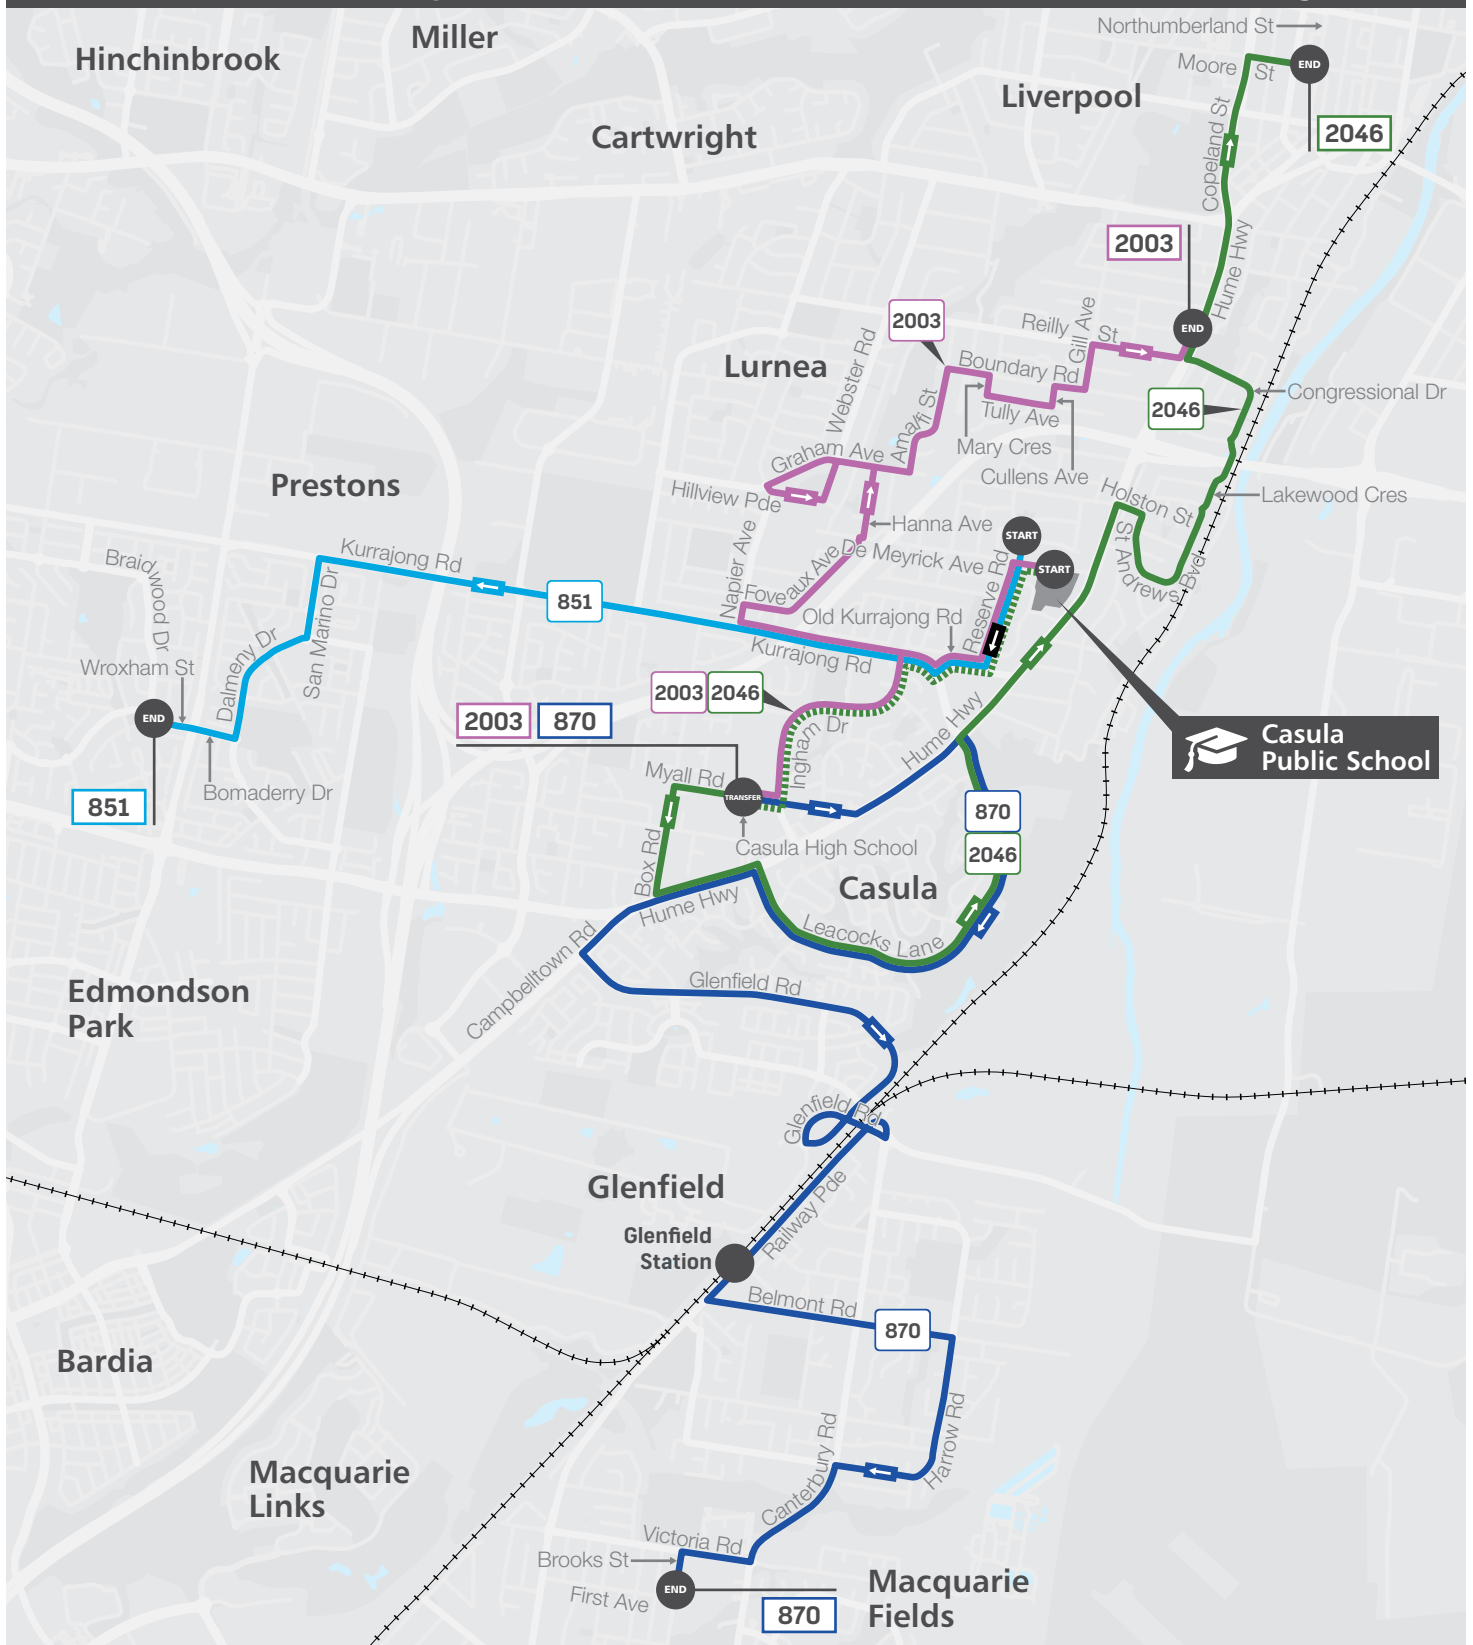 Northumberland St
Miller
Hinchinbrook
Moore St
END
Liverpool
Cartwright
2046
Copeland St
2003
Hume Hwy
END
2003
Reilly St
Gill Ave
Webster Rd
Lurnea
Boundary Rd
Congressional Dr
2046
Amalfi St
Tully Ave
Mary Cres
Graham Ave
Cullens Ave
Prestons
Hillview Pde
Holston St
Lakewood Cres
Hanna Ave
START
De Meyrick Ave
START
St Andrews Bvd
Kurrajong Rd
Braidwood Dr
Napier Ave
Foveaux Ave
851
Reserve Rd
Old Kurrajong Rd
San Marino Dr
Dalmeny Dr
Kurrajong Rd
Wroxham St
2003
2046
END
2003
870
Ingham Dr
Hume Hwy
Casula
Public School
Myall Rd
TRANSFER
Bomaderry Dr
851
870
Casula High School
2046
Box Rd
Casula
Hume Hwy
Leacocks Lane
Campbelltown Rd
Glenfield Rd
Edmondson
Park
Glenfield Rd
Glenfield
Railway Pde
Glenfield
Station
Belmont Rd
870
Bardia
Harrow Rd
Canterbury Rd
Macquarie
Links
Victoria Rd
Brooks St
END
First Ave
Macquarie
Fields
870